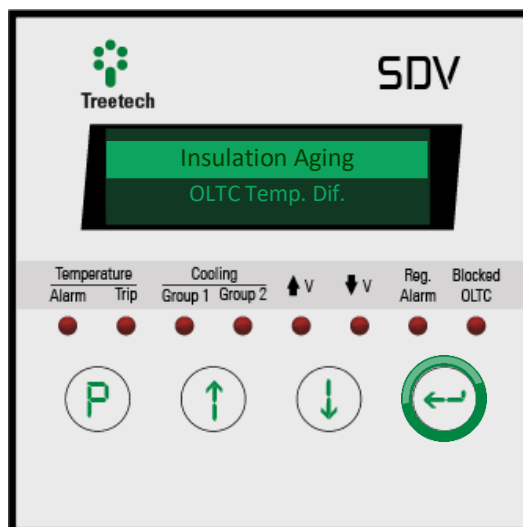 SDV
Treetech
Insulation Aging
OLTC Temp. Dif.
Temperature
Alarm Trip
Cooling
Group 1 Group 2
V
V
Reg.
Alarm
Blocked
OLTC
P